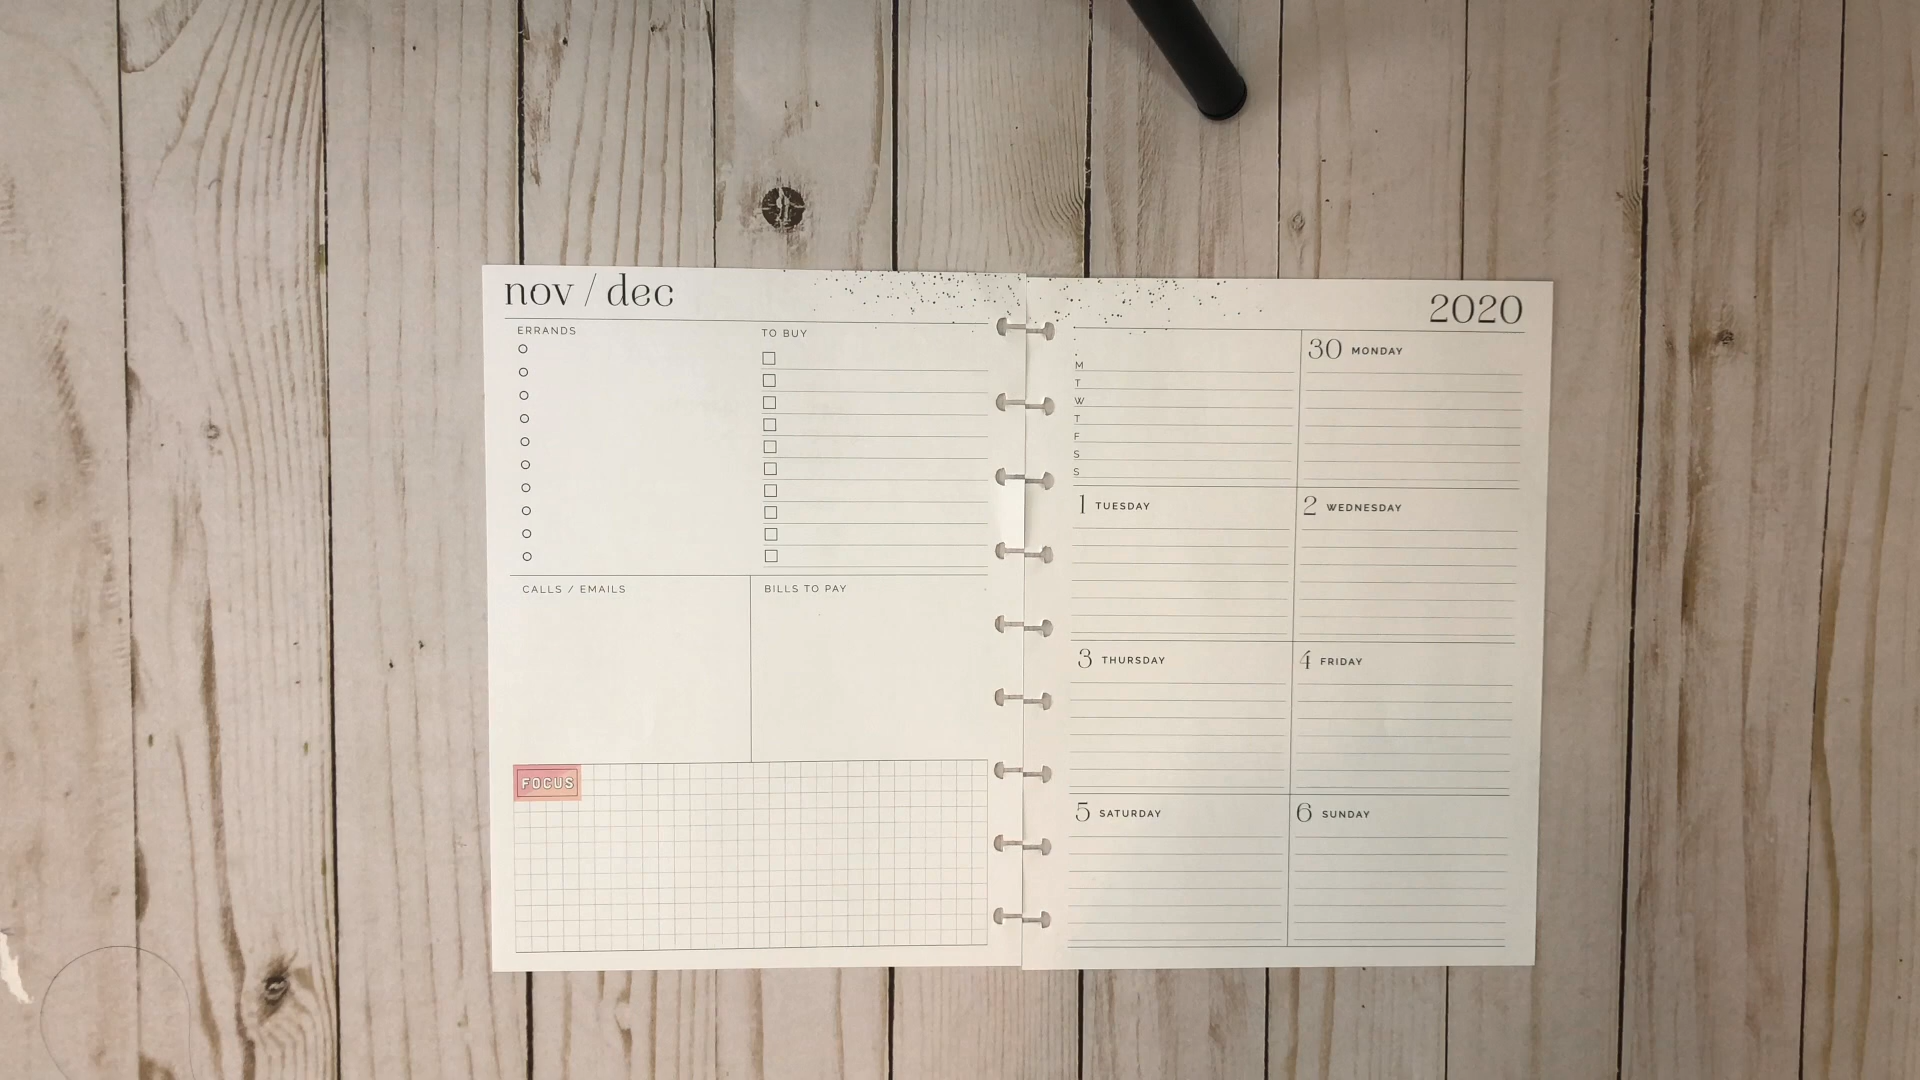 nov / dec
ERRANDS
TO BUY
CALLS / EMAILS
BILLS TO PAY
FOCUS
2020
M
T
W
T
F
S
S
30 MONDAY
1 TUESDAY
2 WEDNESDAY
3 THURSDAY
4 FRIDAY
5 SATURDAY
6 SUNDAY